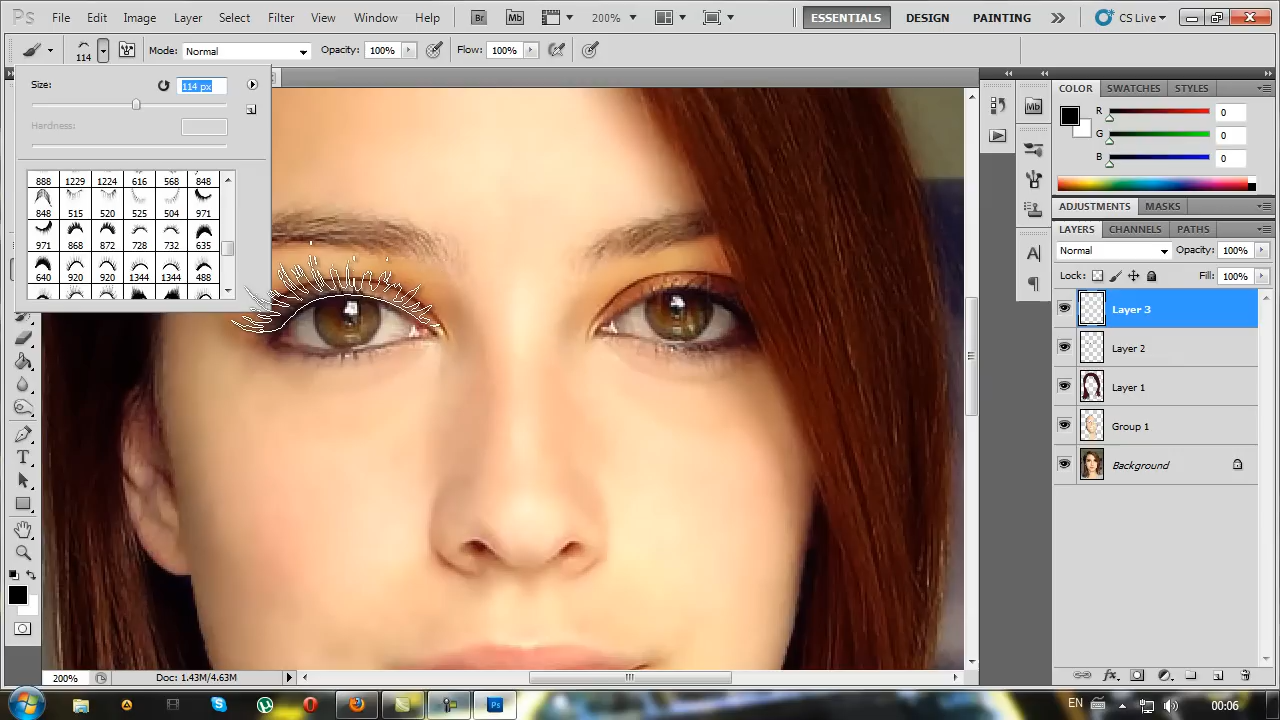 Ps File Edit Image Layer Select Filter View Window Help Br Mb 200% ESSENTIALS DESIGN PAINTING CS Live
114 Mode: Normal Opacity: 100% Flow: 100%
Size: 114 px
Hardness:
888 1229 1224 616 568 848
848 515 520 525 504 971
971 868 872 728 732 635
640 920 920 1344 1344 488
COLOR SWATCHES STYLES
R 0
G 0
B 0
ADJUSTMENTS MASKS
LAYERS CHANNELS PATHS
Normal Opacity: 100%
Lock: Fill: 100%
Layer 3
Layer 2
Layer 1
Group 1
Background
Mb
A
T
200% Doc: 1.43M/4.63M
fx.
Ps EN 00:06